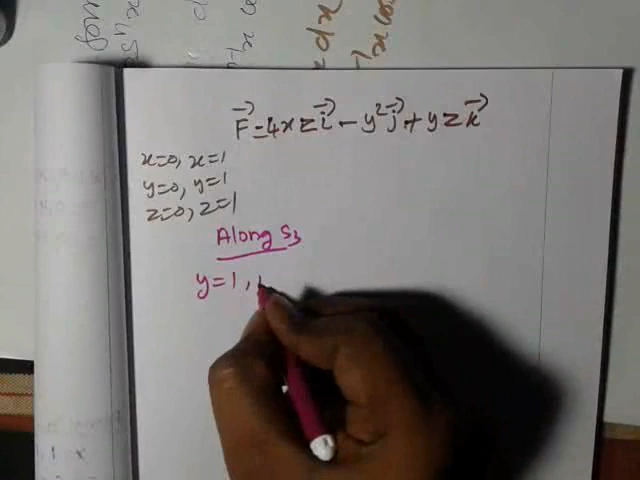 F⃗ = 4xz i⃗ - y² j⃗ + yz k⃗
x=0, x=1
y=0, y=1
z=0, z=1
Along S₃
y=1,